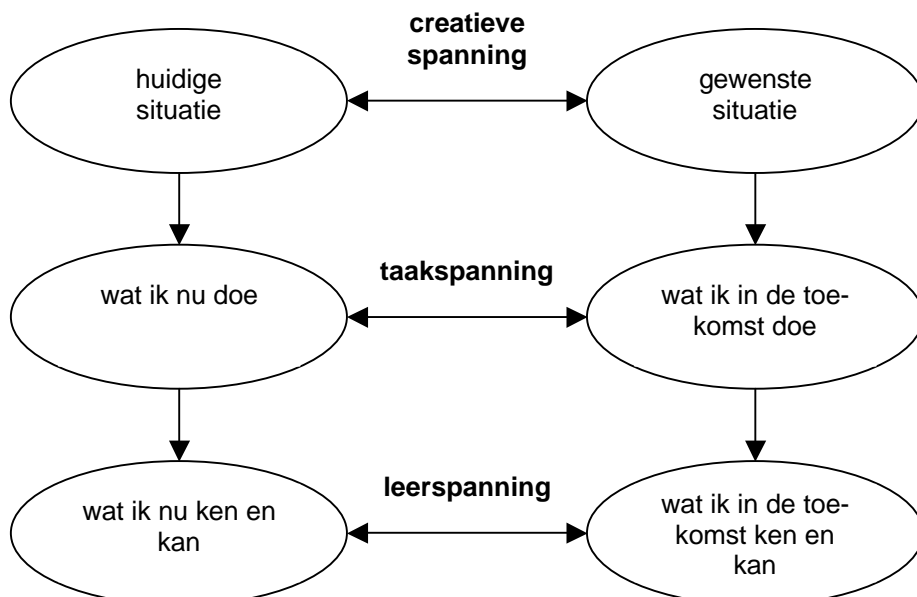 creatieve
spanning
huidige
situatie
gewenste
situatie
taakspanning
wat ik nu doe
wat ik in de toe-
komst doe
leerspanning
wat ik nu ken en
kan
wat ik in de toe-
komst ken en
kan